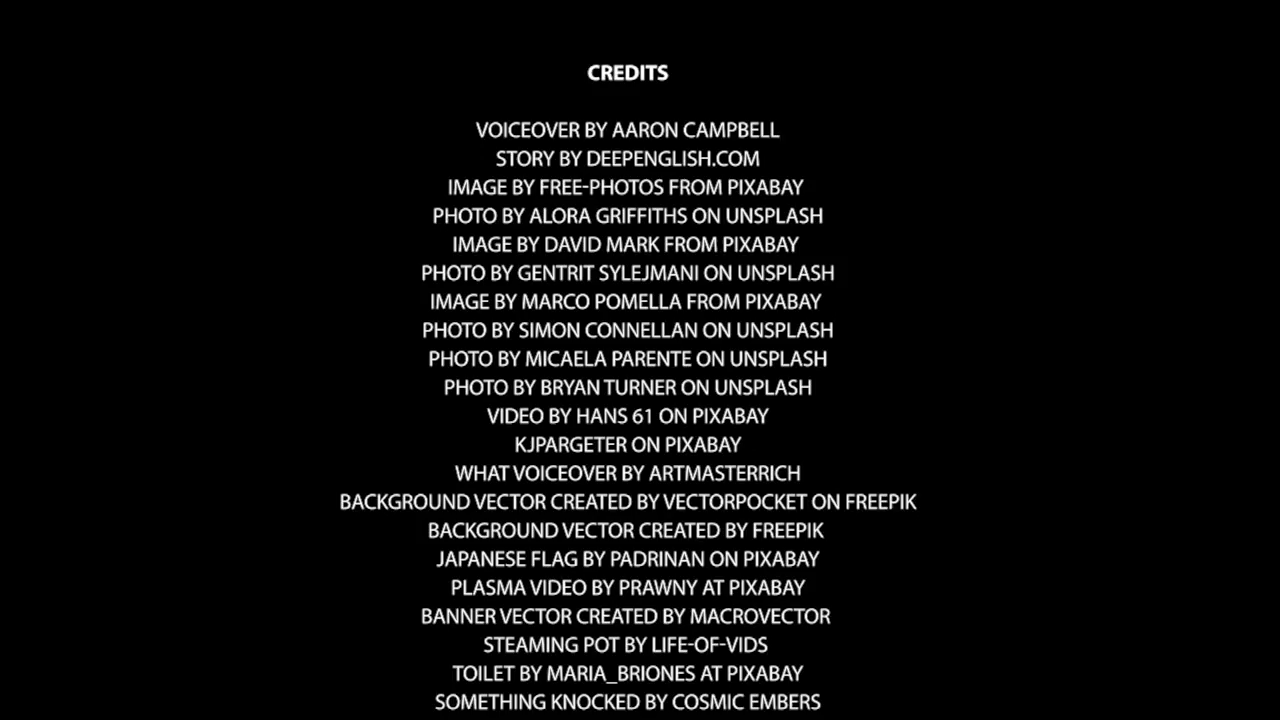 CREDITS
VOICEOVER BY AARON CAMPBELL
STORY BY DEEPENGLISH.COM
IMAGE BY FREE-PHOTOS FROM PIXABAY
PHOTO BY ALORA GRIFFITHS ON UNSPLASH
IMAGE BY DAVID MARK FROM PIXABAY
PHOTO BY GENTRIT SYLEJMANI ON UNSPLASH
IMAGE BY MARCO POMELLA FROM PIXABAY
PHOTO BY SIMON CONNELLAN ON UNSPLASH
PHOTO BY MICAELA PARENTE ON UNSPLASH
PHOTO BY BRYAN TURNER ON UNSPLASH
VIDEO BY HANS 61 ON PIXABAY
KJPARGETER ON PIXABAY
WHAT VOICEOVER BY ARTMASTERRICH
BACKGROUND VECTOR CREATED BY VECTORPOCKET ON FREEPIK
BACKGROUND VECTOR CREATED BY FREEPIK
JAPANESE FLAG BY PADRINAN ON PIXABAY
PLASMA VIDEO BY PRAWNY AT PIXABAY
BANNER VECTOR CREATED BY MACROVECTOR
STEAMING POT BY LIFE-OF-VIDS
TOILET BY MARIA_BRIONES AT PIXABAY
SOMETHING KNOCKED BY COSMIC EMBERS